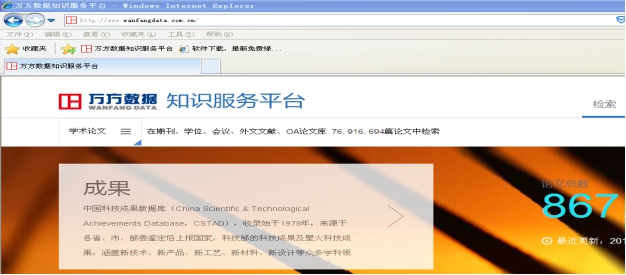 万方数据知识服务平台 - Windows Internet Explorer
http://www.wanfangdata.com.cn/
文件(F) 编辑(E) 查看(V) 收藏夹(A) 工具(T) 帮助(H)
收藏夹 万方数据知识服务平台 软件下载，最新免费绿...
万方数据知识服务平台
万方数据 知识服务平台
WANFANG DATA
检索
学术论文 在期刊、学位、会议、外文文献、OA论文库 76,916,694篇论文中检索
成果
中国科技成果数据库（China Scientific & Technological
Achievements Database，CSTAD），收录始于1978年，来源于
各省、市、部委鉴定后上报国家，科技部的科技成果及星火科技成
果，涵盖新技术、新产品、新工艺、新材料、新设计等众多学科领
论文总数
867
最近更新：201